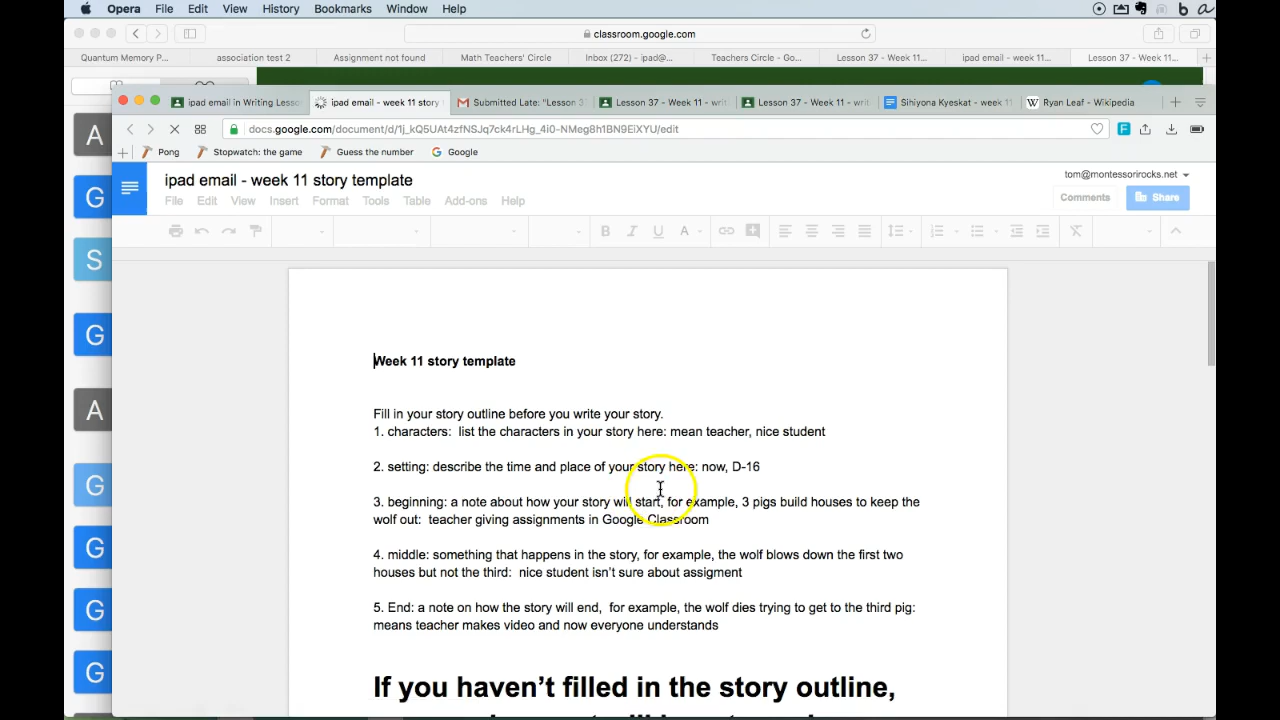 Opera File Edit View History Bookmarks Window Help
classroom.google.com
Quantum Memory P... association test 2 Assignment not found Math Teachers' Circle Inbox (272) - ipad@... Teachers Circle - Go... Lesson 37 - Week 11... ipad email - week 11... Lesson 37 - Week 11...
ipad email in Writing Lesso ipad email - week 11 story Submitted Late: "Lesson 3 Lesson 37 - Week 11 - wri Lesson 37 - Week 11 - wri Sihiyona Kyeskat - week 1 Ryan Leaf - Wikipedia
docs.google.com/document/d/1j_kQ5UAt4zfNSJq7ck4rLHg_4i0-NMeg8h1BN9EiXYU/edit
Pong Stopwatch: the game Guess the number Google
ipad email - week 11 story template
tom@montessorirocks.net
File Edit View Insert Format Tools Table Add-ons Help
Comments Share
A
G
S
G
A
G
G
G
G
Week 11 story template
Fill in your story outline before you write your story.
1. characters: list the characters in your story here: mean teacher, nice student
2. setting: describe the time and place of your story here: now, D-16
3. beginning: a note about how your story will start, for example, 3 pigs build houses to keep the
wolf out: teacher giving assignments in Google Classroom
4. middle: something that happens in the story, for example, the wolf blows down the first two
houses but not the third: nice student isn't sure about assigment
5. End: a note on how the story will end, for example, the wolf dies trying to get to the third pig:
means teacher makes video and now everyone understands
If you haven't filled in the story outline,